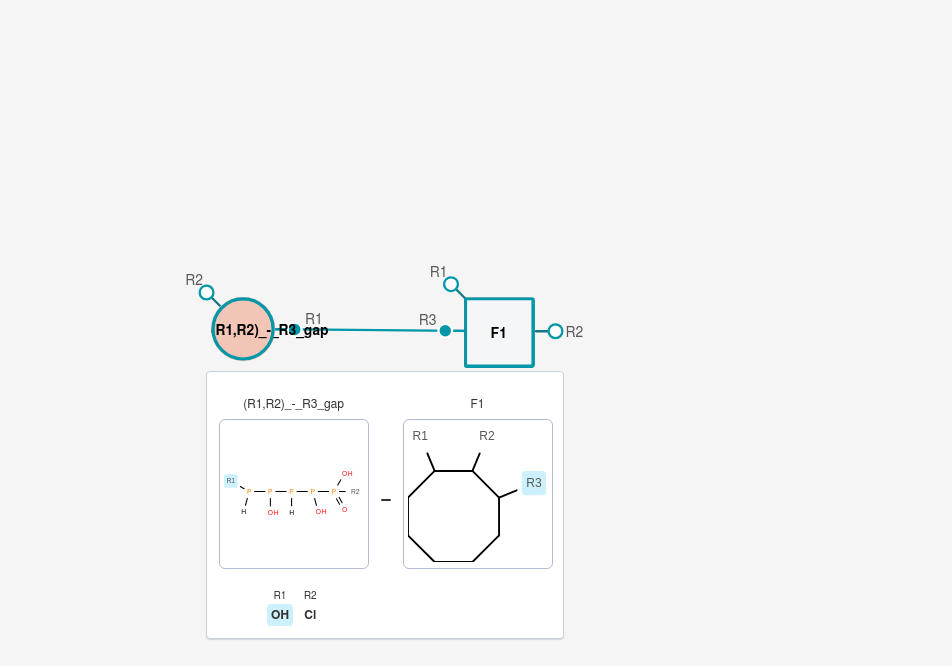 R2
R1
R1
R3
(R1,R2)_-_R3_gap
F1
R2
(R1,R2)_-_R3_gap
F1
R1
R2
R3
R1
OH
P
P
P
P
P
R2
H
OH
H
OH
O
–
R1
R2
OH
Cl